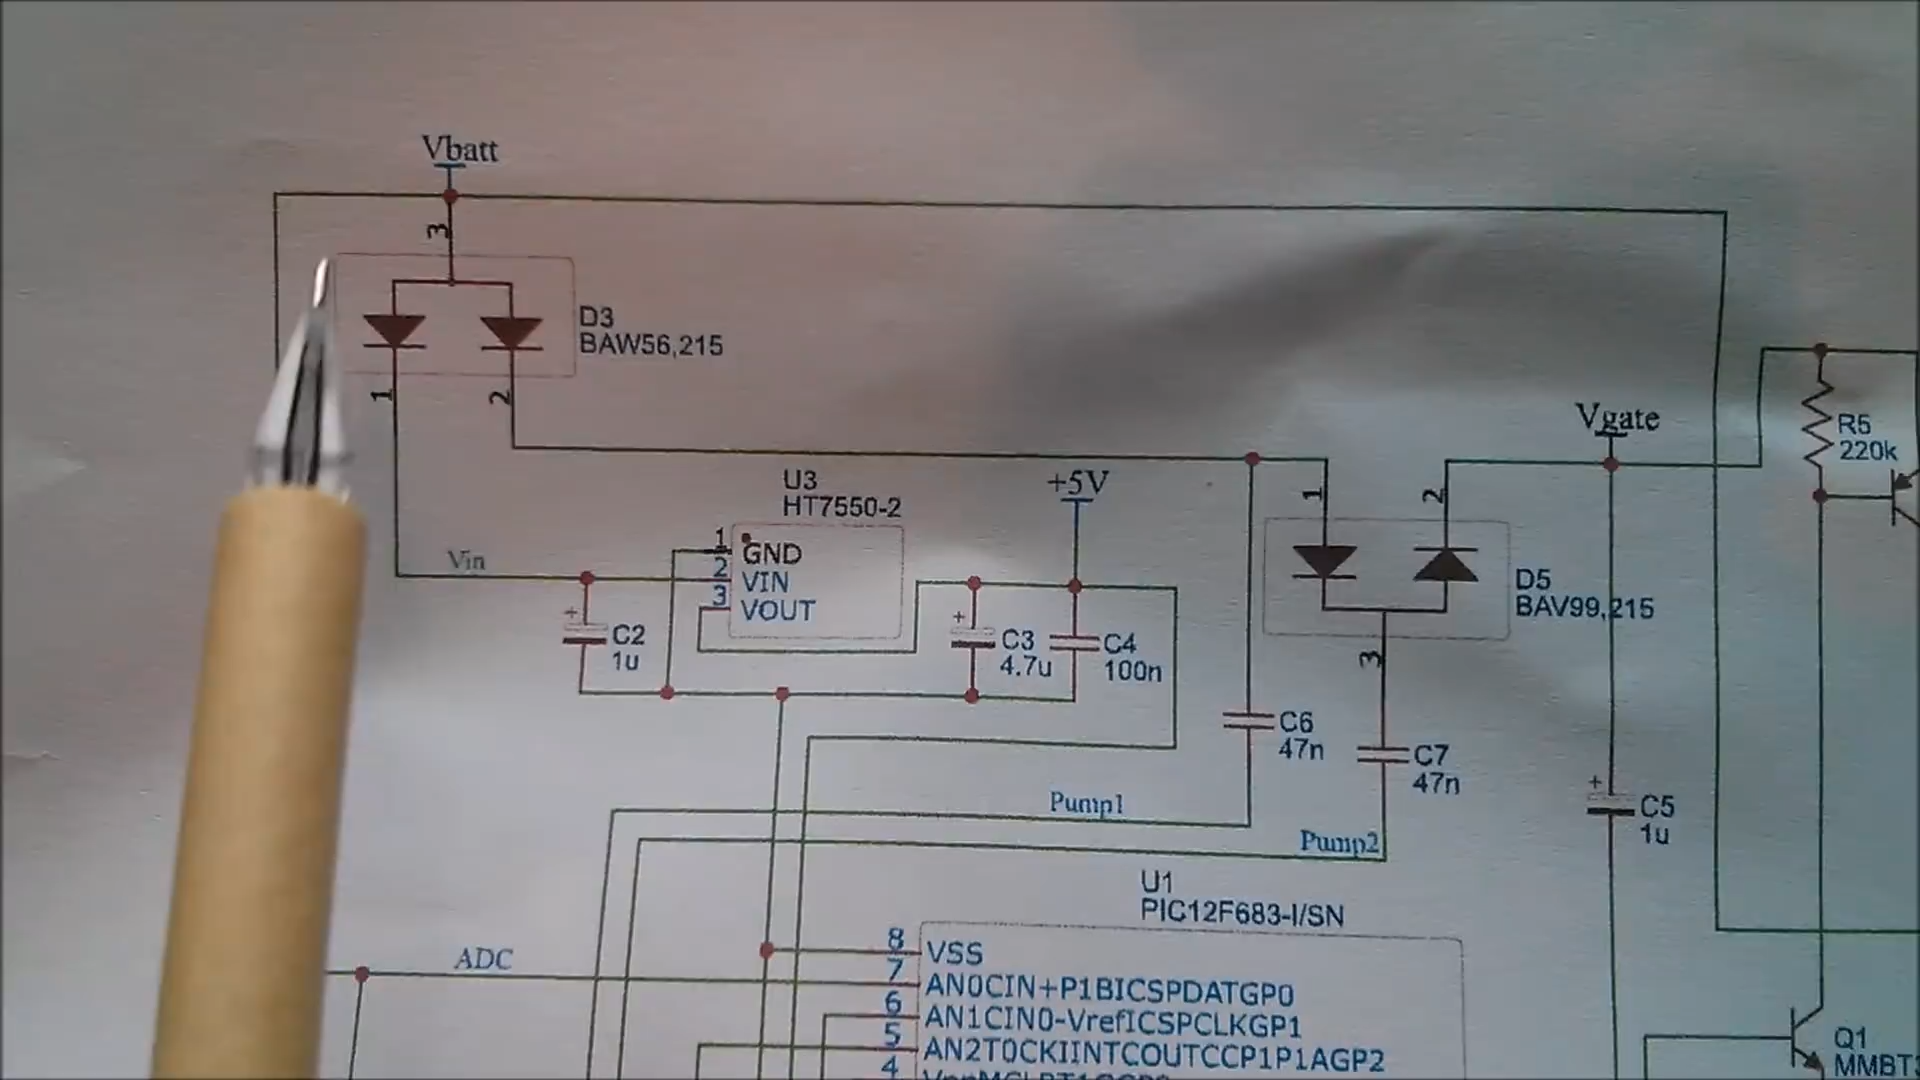 Vbatt
3
D3
BAW56,215
1
2
Vgate
R5
220k
U3
HT7550-2
+5V
1
2
Vin
1
GND
2
VIN
3
VOUT
D5
BAV99,215
+
C2
1u
+
C3
4.7u
C4
100n
3
C6
47n
C7
47n
Pump1
Pump2
+
C5
1u
U1
PIC12F683-I/SN
ADC
8
VSS
7
AN0CIN+P1BICSPDATGP0
6
AN1CIN0-VrefICSPCLKGP1
5
AN2T0CKIINTCOUTCCP1P1AGP2
4
Q1